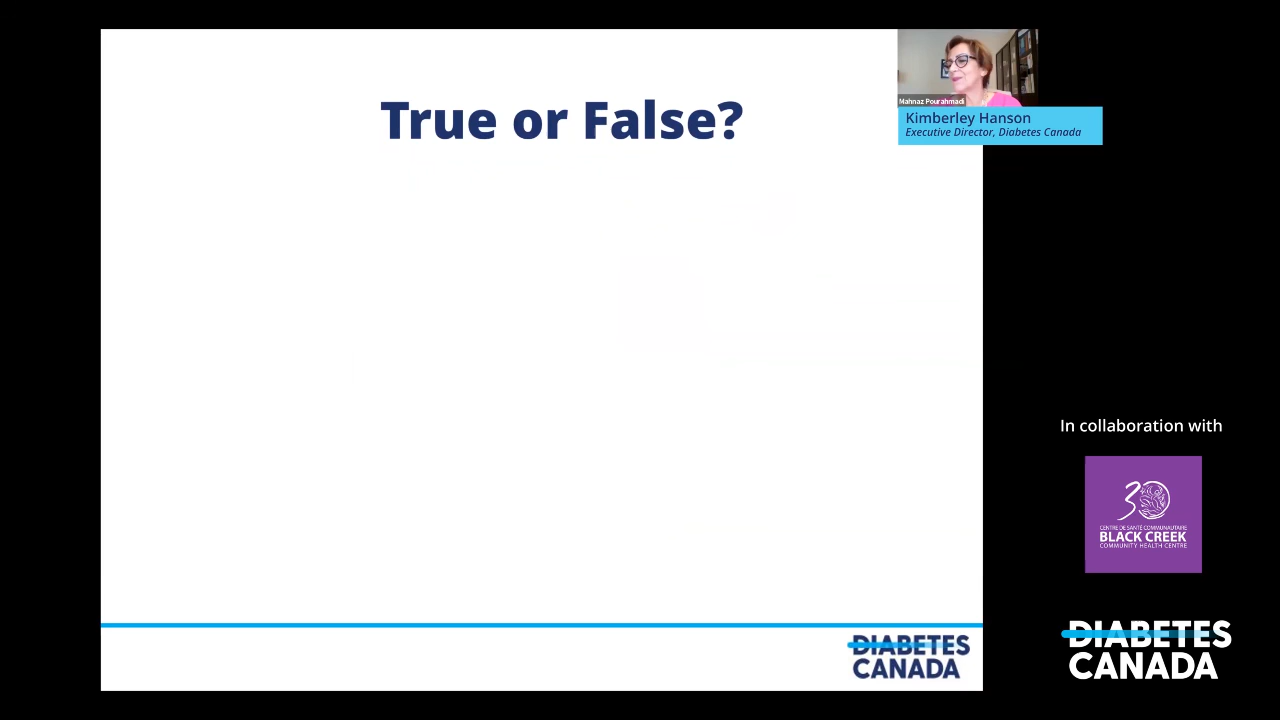 True or False?
Mahnaz Pourahmadi
Kimberley Hanson
Executive Director, Diabetes Canada
In collaboration with
30
CENTRE DE SANTÉ COMMUNAUTAIRE
BLACK CREEK
COMMUNITY HEALTH CENTRE
DIABETES
CANADA
DIABETES
CANADA